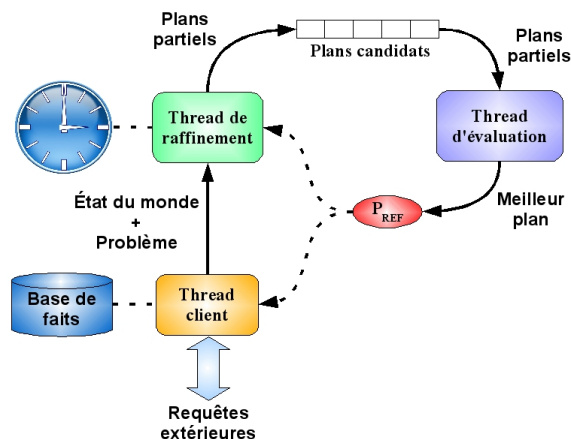 Plans
partiels
Plans candidats
Plans
partiels
Thread de
raffinement
Thread
d'évaluation
État du monde
+
Problème
P_REF
Meilleur
plan
Base de
faits
Thread
client
Requêtes
extérieures